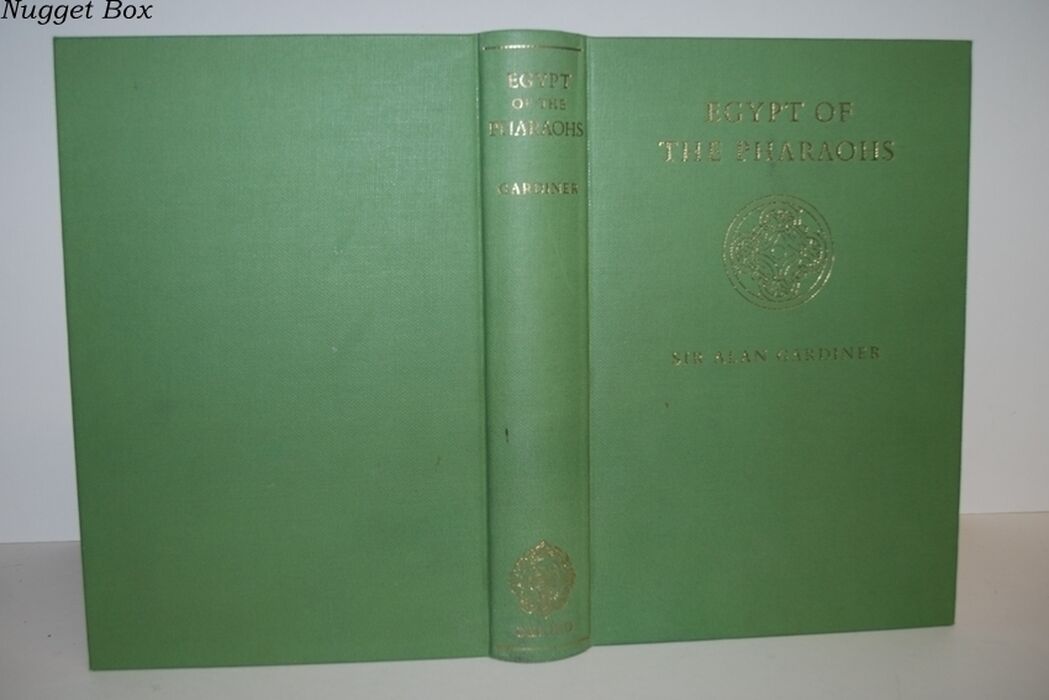 Nugget Box
EGYPT
OF THE
PHARAOHS
GARDINER
OXFORD
EGYPT OF
THE PHARAOHS
SIR ALAN GARDINER